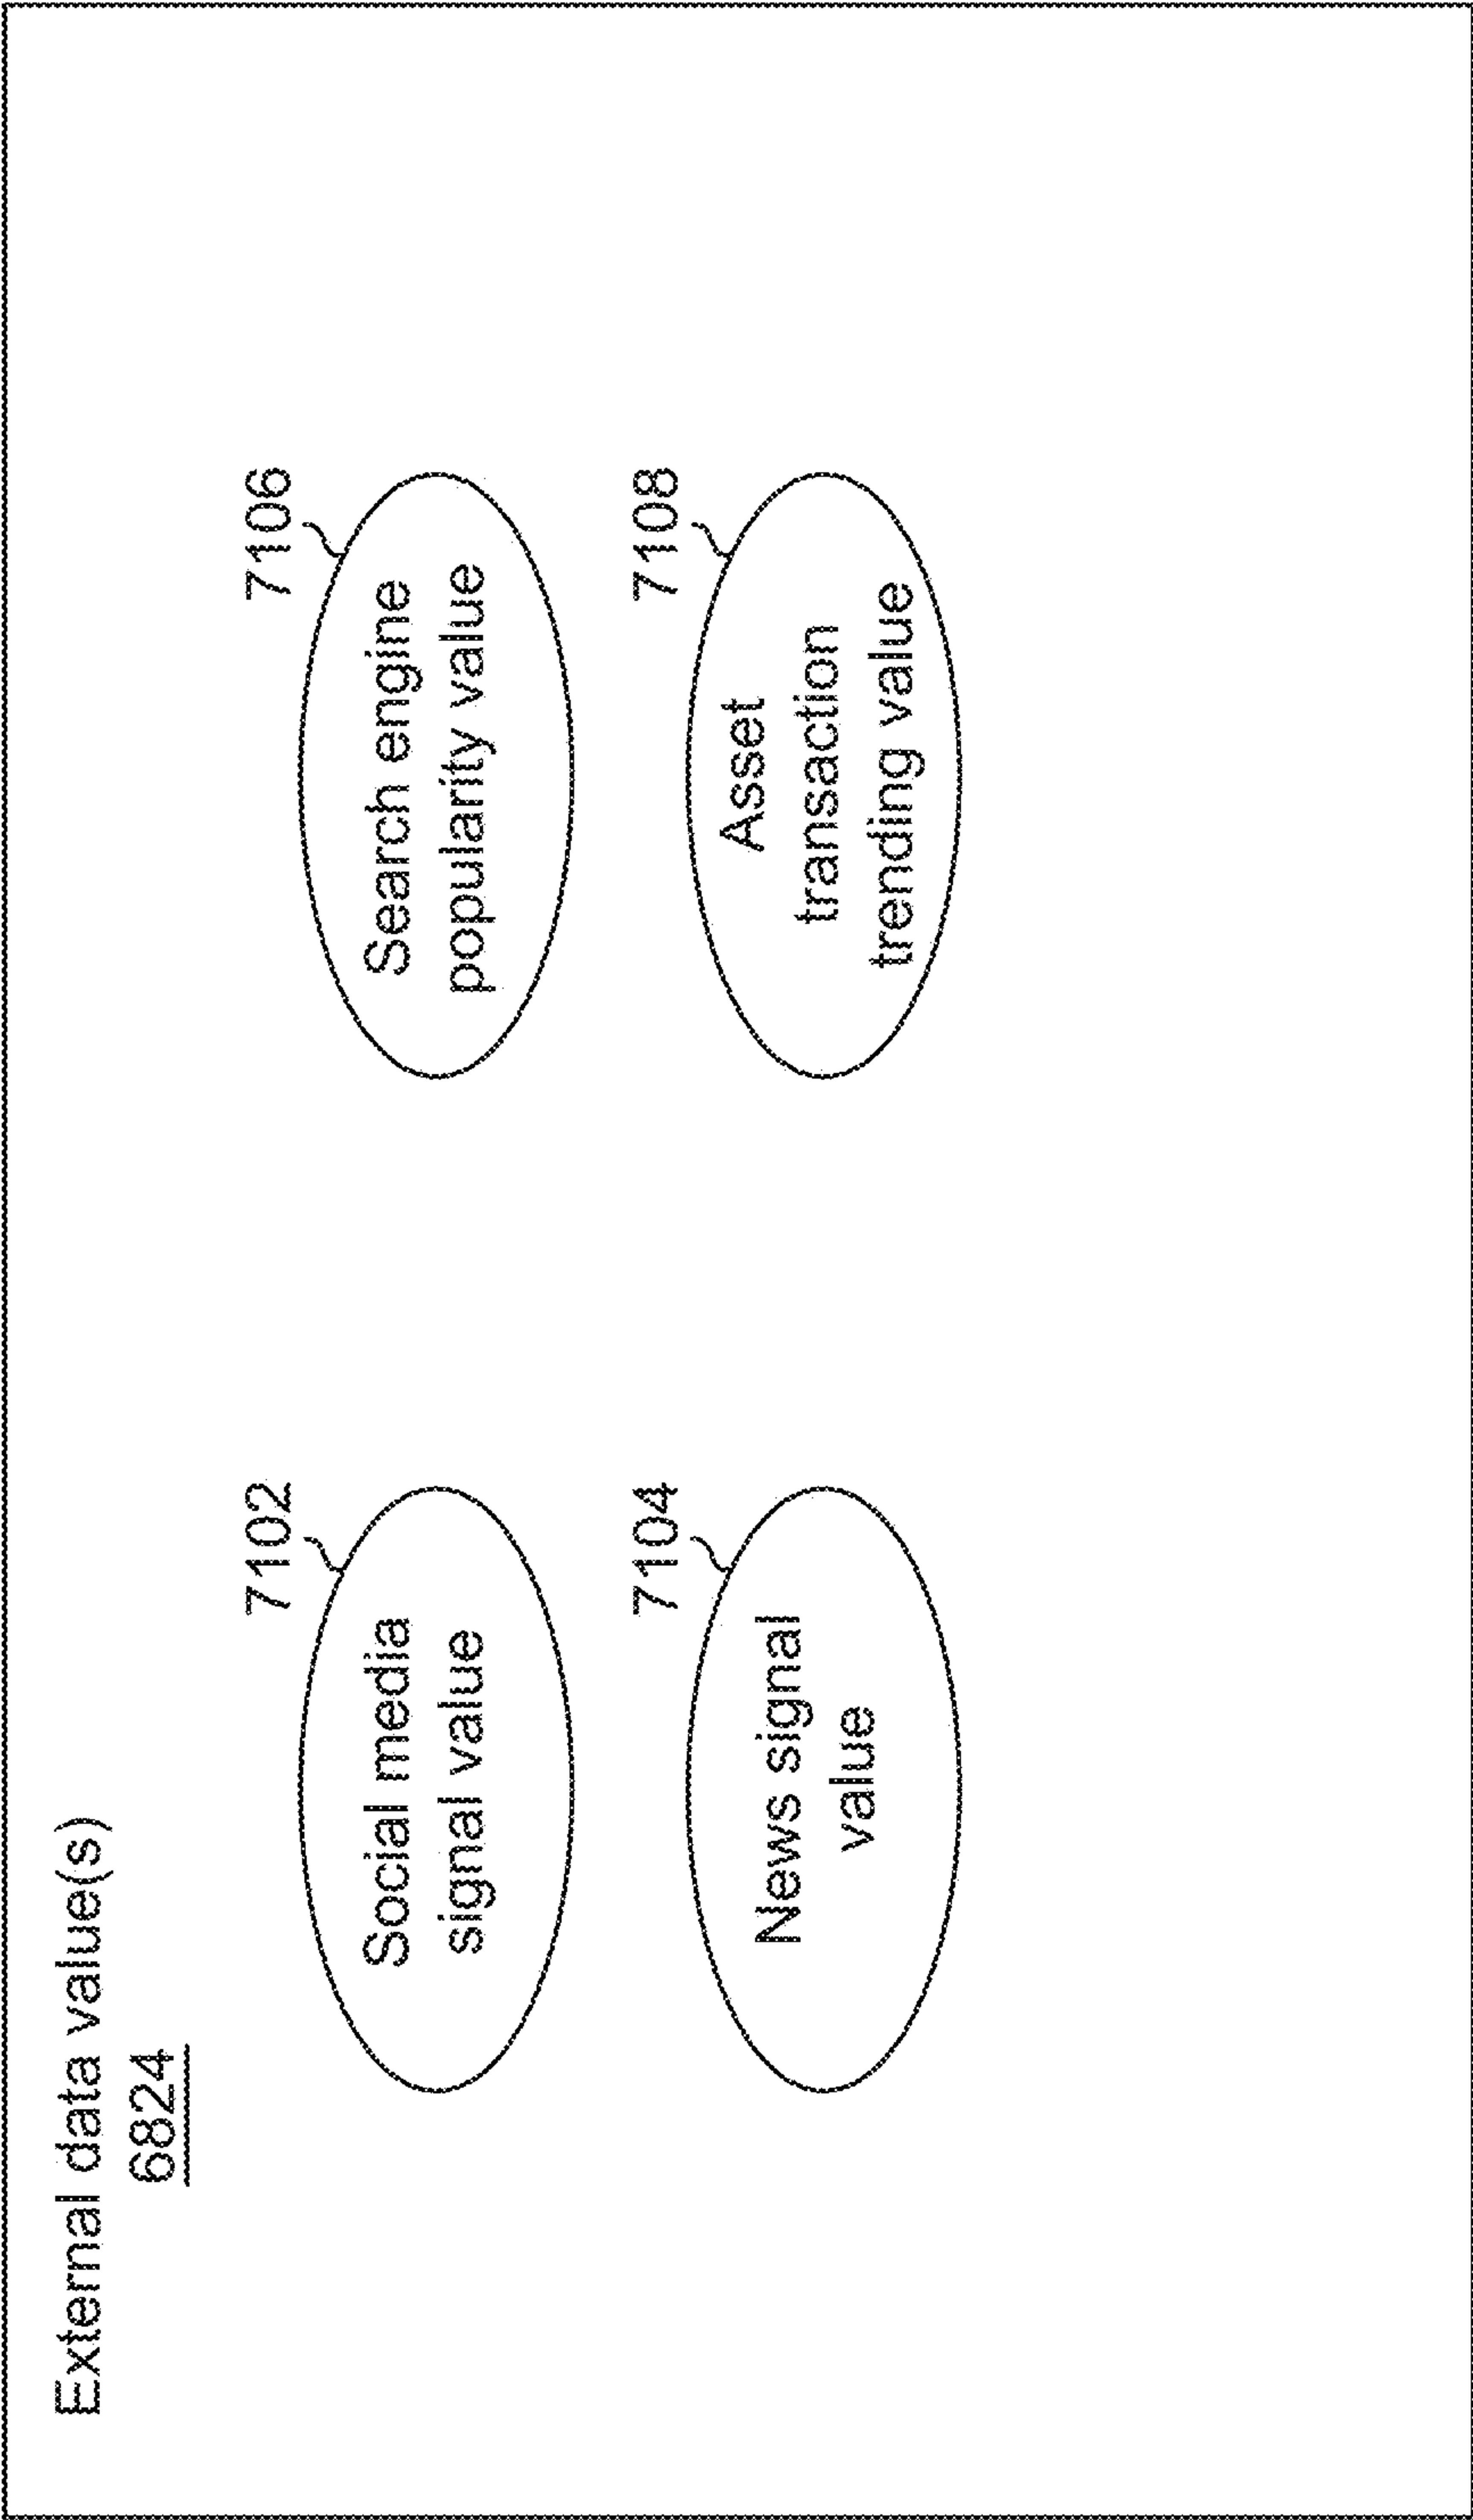 External data value(s)
6824
7102
Social media
signal value
7106
Search engine
popularity value
7104
News signal
value
7108
Asset
transaction
trending value